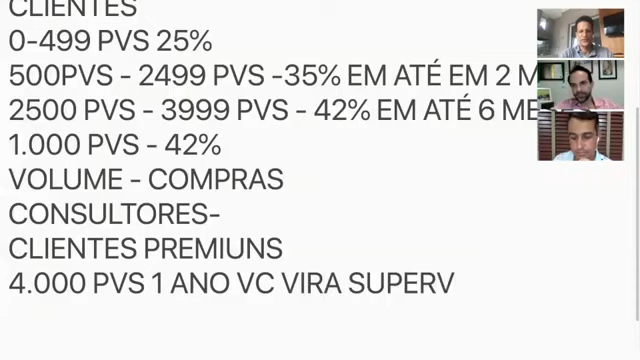 CLIENTES
0-499 PVS 25%
500PVS - 2499 PVS -35% EM ATÉ EM 2 M
2500 PVS - 3999 PVS - 42% EM ATÉ 6 ME
1.000 PVS - 42%
VOLUME - COMPRAS
CONSULTORES-
CLIENTES PREMIUNS
4.000 PVS 1 ANO VC VIRA SUPERV